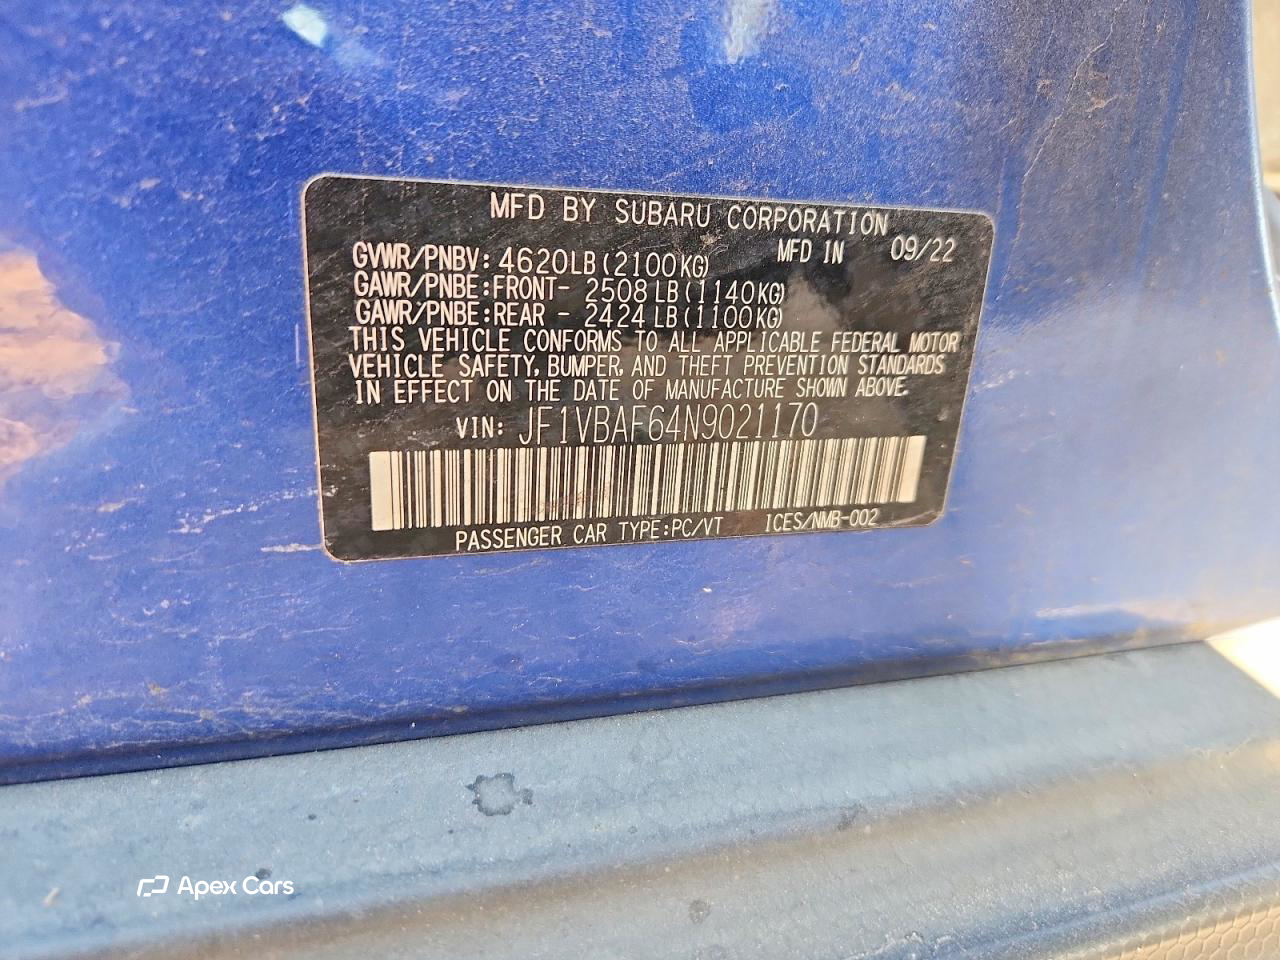 MFD BY SUBARU CORPORATION
GVWR/PNBV: 4620LB(2100KG) MFD IN 09/22
GAWR/PNBE:FRONT- 2508LB(1140KG)
GAWR/PNBE:REAR - 2424LB(1100KG)
THIS VEHICLE CONFORMS TO ALL APPLICABLE FEDERAL MOTOR
VEHICLE SAFETY, BUMPER, AND THEFT PREVENTION STANDARDS
IN EFFECT ON THE DATE OF MANUFACTURE SHOWN ABOVE.
VIN: JF1VBAF64N9021170
PASSENGER CAR TYPE:PC/VT ICES/NMB-002
Apex Cars